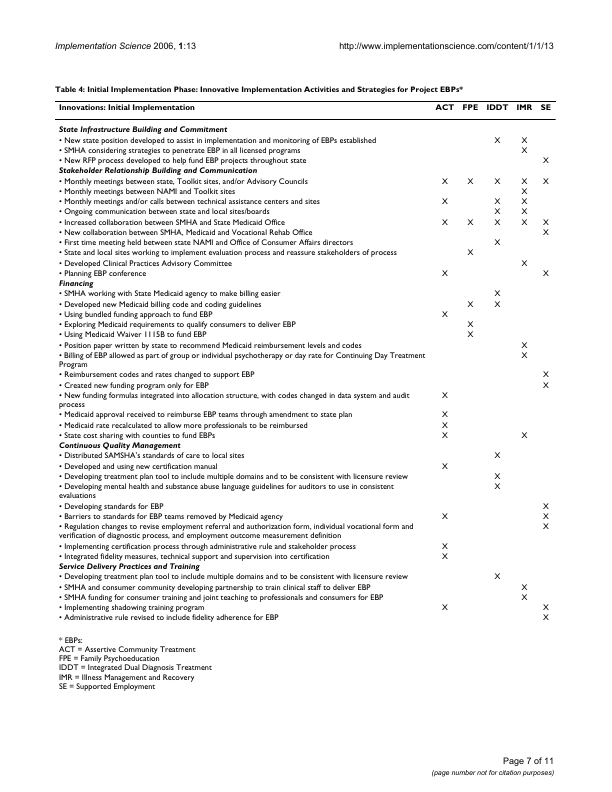 Implementation Science 2006, 1:13 http://www.implementationscience.com/content/1/1/13
Table 4: Initial Implementation Phase: Innovative Implementation Activities and Strategies for Project EBPs*
Innovations: Initial Implementation ACT FPE IDDT IMR SE
State Infrastructure Building and Commitment
• New state position developed to assist in implementation and monitoring of EBPs established X X
• SMHA considering strategies to penetrate EBP in all licensed programs X
• New RFP process developed to help fund EBP projects throughout state X
Stakeholder Relationship Building and Communication
• Monthly meetings between state, Toolkit sites, and/or Advisory Councils X X X X X
• Monthly meetings between NAMI and Toolkit sites X
• Monthly meetings and/or calls between technical assistance centers and sites X X X
• Ongoing communication between state and local sites/boards X X
• Increased collaboration between SMHA and State Medicaid Office X X X X X
• New collaboration between SMHA, Medicaid and Vocational Rehab Office X
• First time meeting held between state NAMI and Office of Consumer Affairs directors X
• State and local sites working to implement evaluation process and reassure stakeholders of process X
• Developed Clinical Practices Advisory Committee X
• Planning EBP conference X X
Financing
• SMHA working with State Medicaid agency to make billing easier X
• Developed new Medicaid billing code and coding guidelines X X
• Using bundled funding approach to fund EBP X
• Exploring Medicaid requirements to qualify consumers to deliver EBP X
• Using Medicaid Waiver 1115B to fund EBP X
• Position paper written by state to recommend Medicaid reimbursement levels and codes X
• Billing of EBP allowed as part of group or individual psychotherapy or day rate for Continuing Day Treatment X
Program
• Reimbursement codes and rates changed to support EBP X
• Created new funding program only for EBP X
• New funding formulas integrated into allocation structure, with codes changed in data system and audit X
process
• Medicaid approval received to reimburse EBP teams through amendment to state plan X
• Medicaid rate recalculated to allow more professionals to be reimbursed X
• State cost sharing with counties to fund EBPs X X
Continuous Quality Management
• Distributed SAMSHA's standards of care to local sites X
• Developed and using new certification manual X
• Developing treatment plan tool to include multiple domains and to be consistent with licensure review X
• Developing mental health and substance abuse language guidelines for auditors to use in consistent X
evaluations
• Developing standards for EBP X
• Barriers to standards for EBP teams removed by Medicaid agency X X
• Regulation changes to revise employment referral and authorization form, individual vocational form and X
verification of diagnostic process, and employment outcome measurement definition
• Implementing certification process through administrative rule and stakeholder process X
• Integrated fidelity measures, technical support and supervision into certification X
Service Delivery Practices and Training
• Developing treatment plan tool to include multiple domains and to be consistent with licensure review X
• SMHA and consumer community developing partnership to train clinical staff to deliver EBP X
• SMHA funding for consumer training and joint teaching to professionals and consumers for EBP X
• Implementing shadowing training program X X
• Administrative rule revised to include fidelity adherence for EBP X
* EBPs:
ACT = Assertive Community Treatment
FPE = Family Psychoeducation
IDDT = Integrated Dual Diagnosis Treatment
IMR = Illness Management and Recovery
SE = Supported Employment
Page 7 of 11
(page number not for citation purposes)